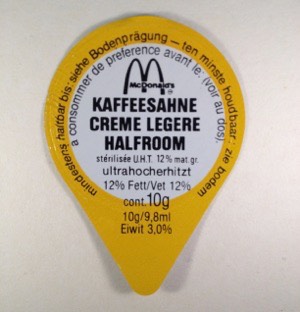 mindestens haltbar bis: siehe Bodenprägung — ten minste houdbaar: zie bodem
a consommer de preference avant le: (voir au dos).
McDonald's
KAFFEESAHNE
CREME LEGERE
HALFROOM
stérilisée U.H.T. 12% mat. gr.
ultrahocherhitzt
12% Fett/Vet 12%
cont. 10g
10g/9,8ml
Eiwit 3,0%